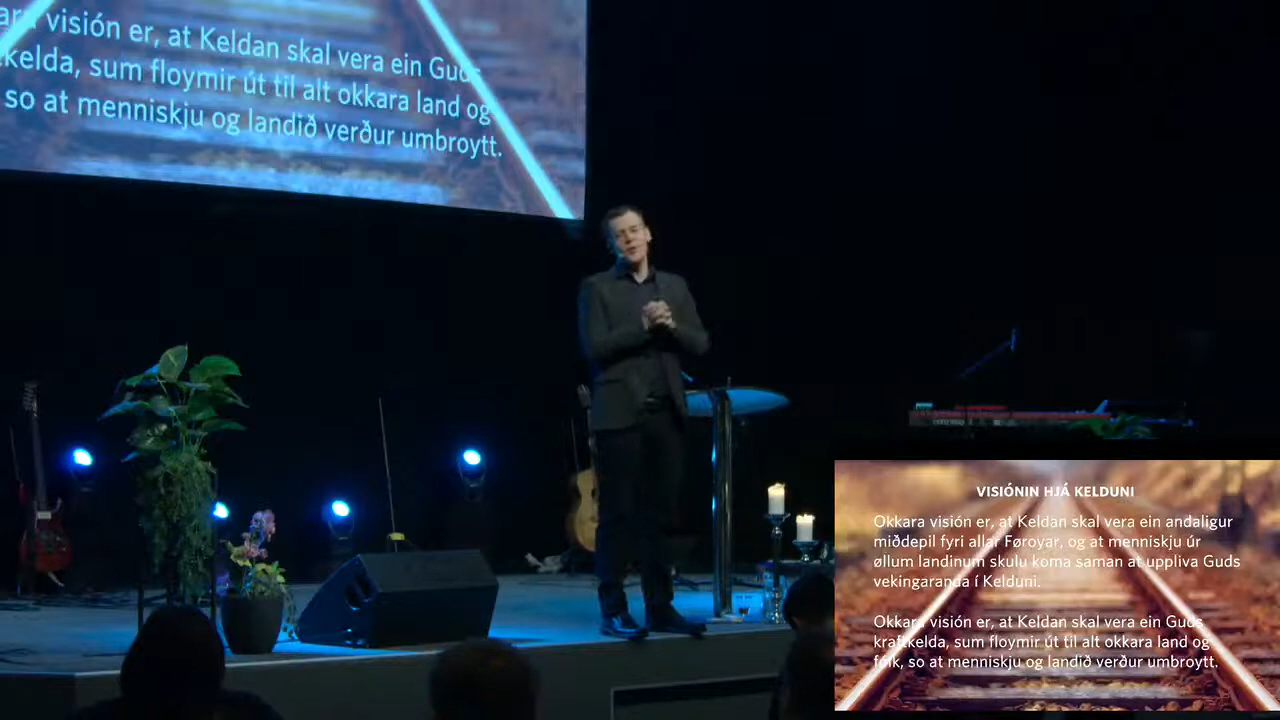 visión er, at Keldan skal vera ein Guds
kelda, sum floymir út til alt okkara land og
so at menniskju og landið verður umbroytt.
VISIÓNIN HJÁ KELDUNI
Okkara visión er, at Keldan skal vera ein andaligur
miðdepil fyri allar Føroyar, og at menniskju úr
øllum landinum skulu koma saman at uppliva Guds
vekingaranda í Kelduni.
Okkara visión er, at Keldan skal vera ein Guds
kraftkelda, sum floymir út til alt okkara land og
fólk, so at menniskju og landið verður umbroytt.